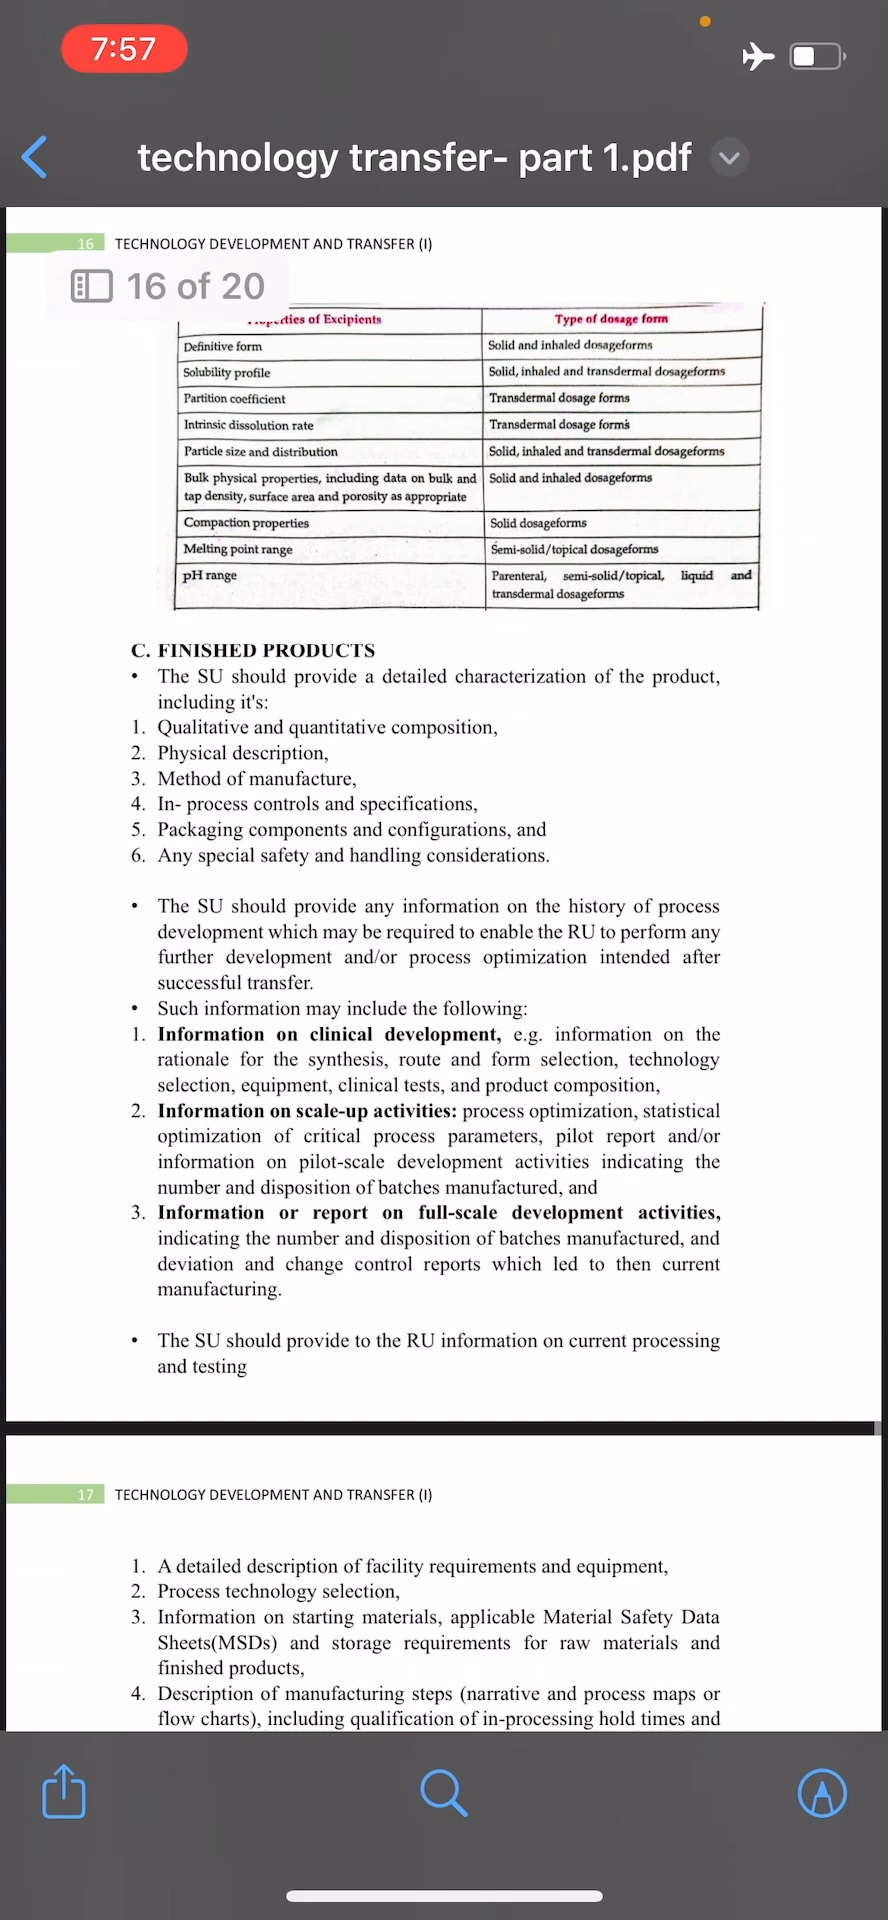 7:57
technology transfer- part 1.pdf
16 TECHNOLOGY DEVELOPMENT AND TRANSFER (I)
16 of 20
of Excipients Type of dosage form
Definitive form Solid and inhaled dosageforms
Solubility profile Solid, inhaled and transdermal dosageforms
Partition coefficient Transdermal dosage forms
Intrinsic dissolution rate Transdermal dosage forms
Particle size and distribution Solid, inhaled and transdermal dosageforms
Bulk physical properties, including data on bulk and Solid and inhaled dosageforms
tap density, surface area and porosity as appropriate
Compaction properties Solid dosageforms
Melting point range Semi-solid/topical dosageforms
pH range Parenteral, semi-solid/topical, liquid and
transdermal dosageforms
C. FINISHED PRODUCTS
• The SU should provide a detailed characterization of the product,
including it's:
1. Qualitative and quantitative composition,
2. Physical description,
3. Method of manufacture,
4. In- process controls and specifications,
5. Packaging components and configurations, and
6. Any special safety and handling considerations.
• The SU should provide any information on the history of process
development which may be required to enable the RU to perform any
further development and/or process optimization intended after
successful transfer.
• Such information may include the following:
1. Information on clinical development, e.g. information on the
rationale for the synthesis, route and form selection, technology
selection, equipment, clinical tests, and product composition,
2. Information on scale-up activities: process optimization, statistical
optimization of critical process parameters, pilot report and/or
information on pilot-scale development activities indicating the
number and disposition of batches manufactured, and
3. Information or report on full-scale development activities,
indicating the number and disposition of batches manufactured, and
deviation and change control reports which led to then current
manufacturing.
• The SU should provide to the RU information on current processing
and testing
17 TECHNOLOGY DEVELOPMENT AND TRANSFER (I)
1. A detailed description of facility requirements and equipment,
2. Process technology selection,
3. Information on starting materials, applicable Material Safety Data
Sheets(MSDs) and storage requirements for raw materials and
finished products,
4. Description of manufacturing steps (narrative and process maps or
flow charts), including qualification of in-processing hold times and